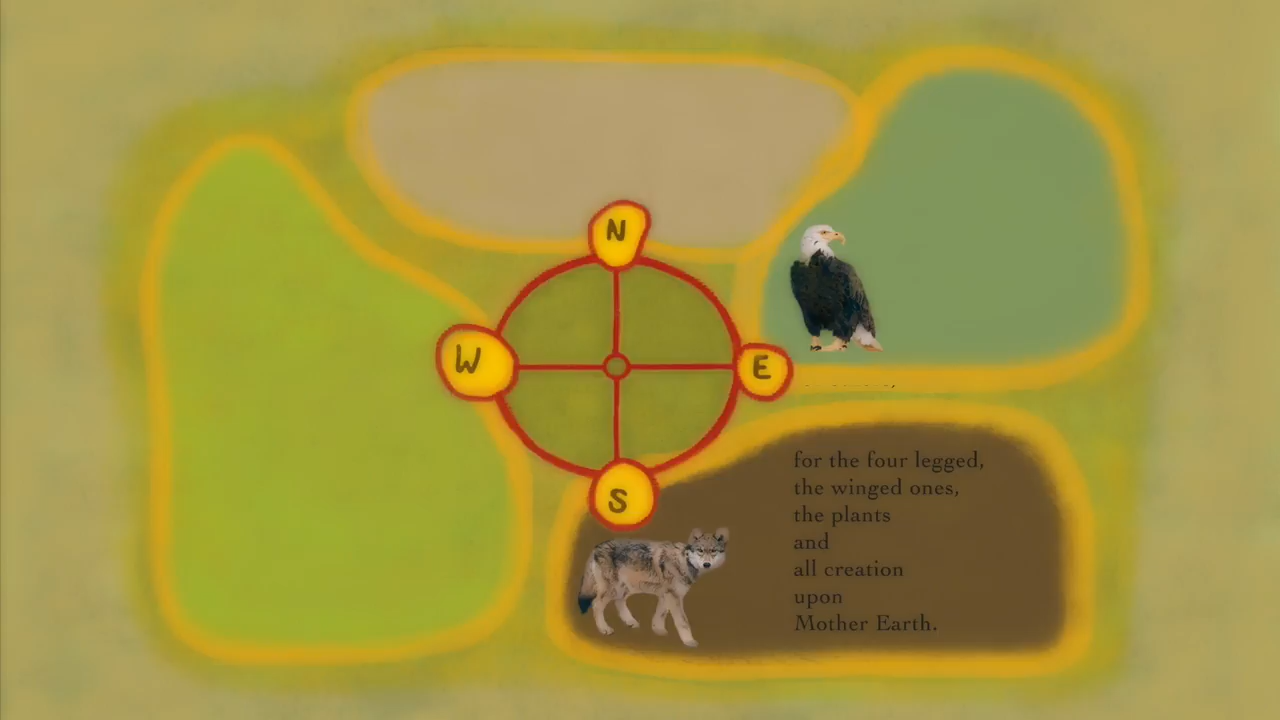 N
W
E
S
for the four legged,
the winged ones,
the plants
and
all creation
upon
Mother Earth.